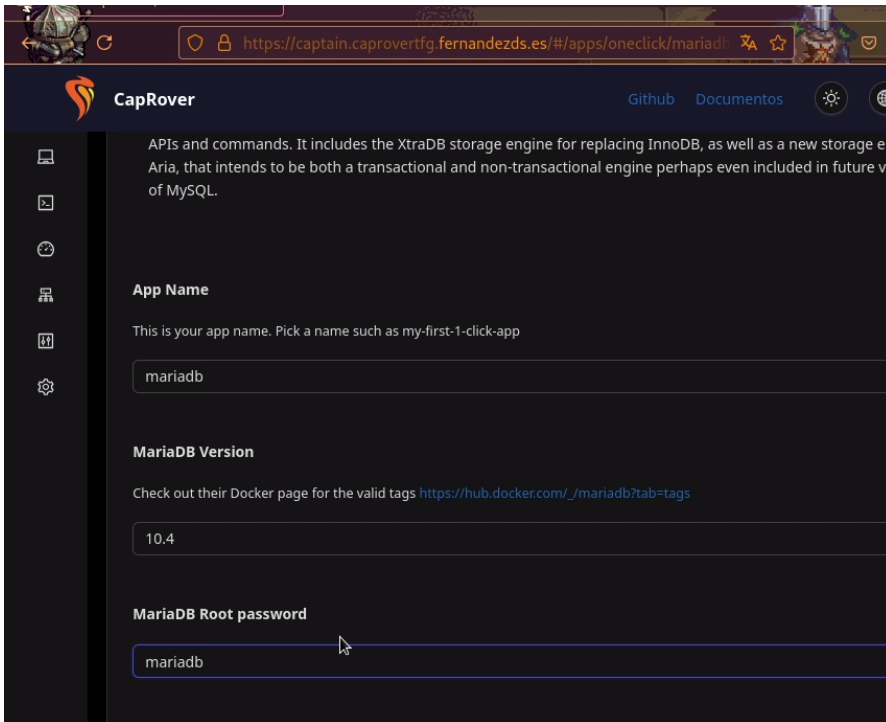 https://captain.caprovertfg.fernandezds.es/#/apps/oneclick/mariadb
CapRover
Github Documentos
APIs and commands. It includes the XtraDB storage engine for replacing InnoDB, as well as a new storage e
Aria, that intends to be both a transactional and non-transactional engine perhaps even included in future v
of MySQL.
App Name
This is your app name. Pick a name such as my-first-1-click-app
mariadb
MariaDB Version
Check out their Docker page for the valid tags https://hub.docker.com/_/mariadb?tab=tags
10.4
MariaDB Root password
mariadb